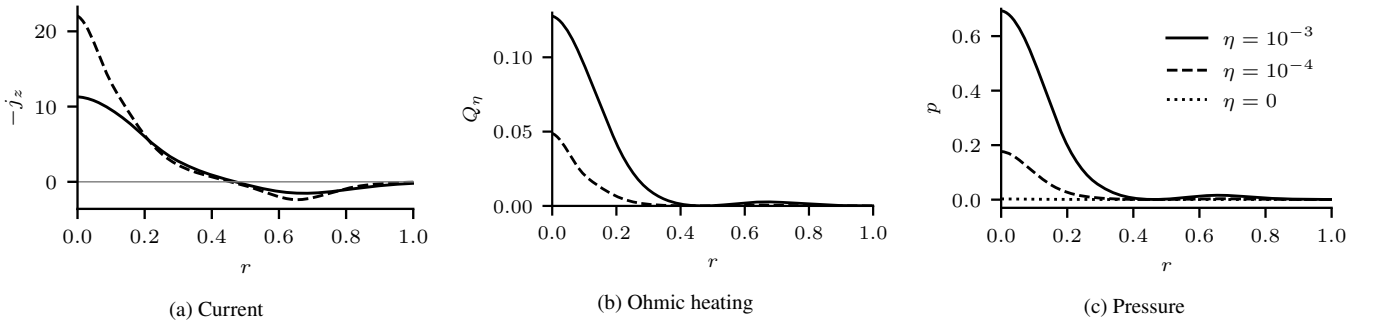 20
10
0
−j_z
0.0 0.2 0.4 0.6 0.8 1.0
r
(a) Current
0.10
0.05
0.00
Q_η
0.0 0.2 0.4 0.6 0.8 1.0
r
(b) Ohmic heating
0.6
0.4
0.2
0.0
p
η = 10⁻³
η = 10⁻⁴
η = 0
0.0 0.2 0.4 0.6 0.8 1.0
r
(c) Pressure